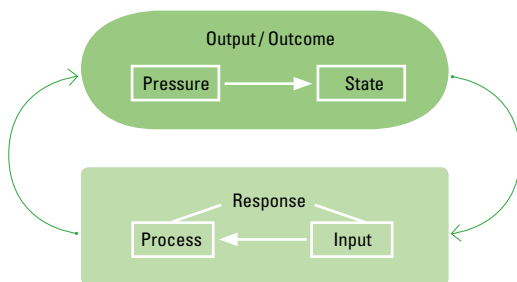 Output / Outcome
Pressure
State
Response
Process
Input